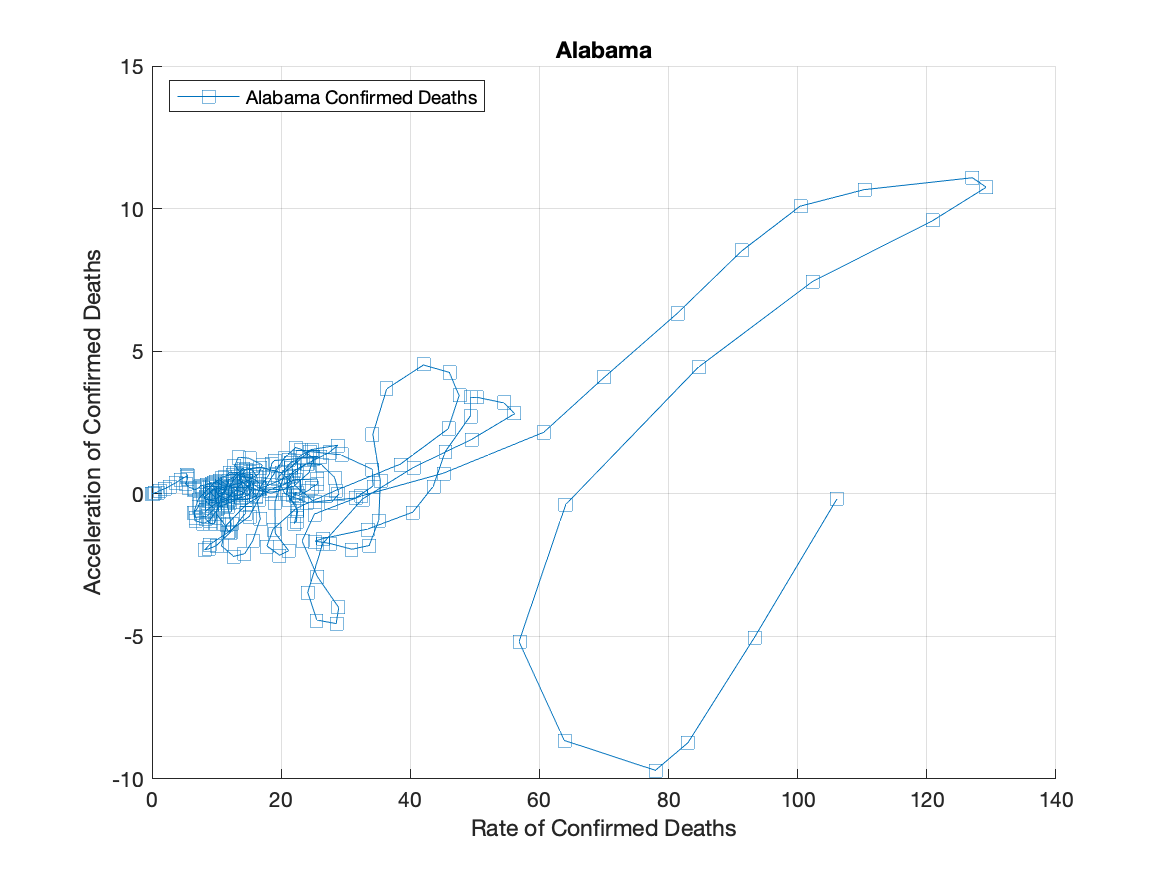 Alabama
Alabama Confirmed Deaths
15
10
5
0
-5
-10
Acceleration of Confirmed Deaths
0 20 40 60 80 100 120 140
Rate of Confirmed Deaths